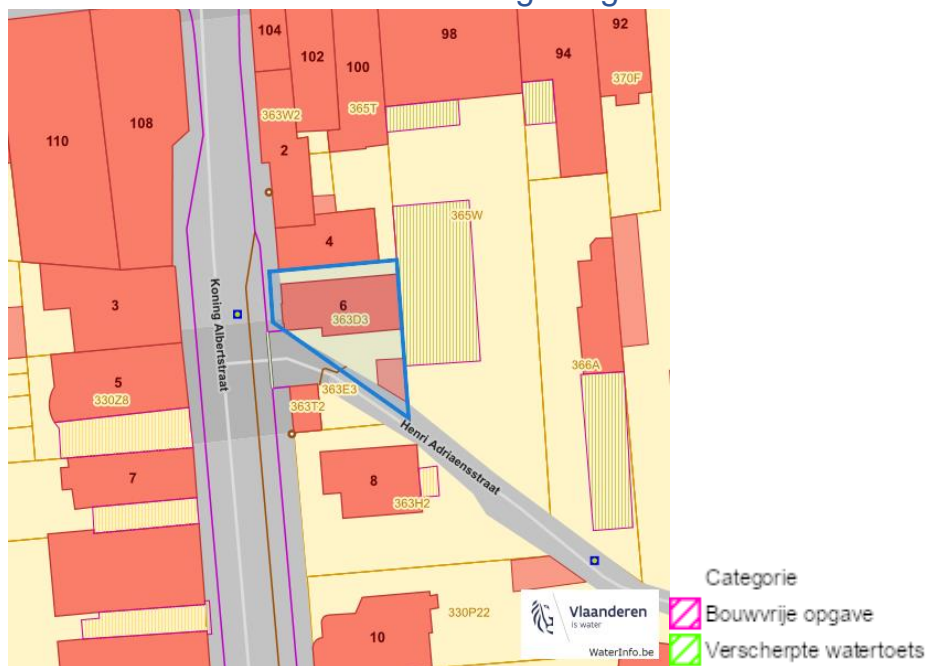 104
102
100
98
94
92
370F
363W2
365T
110
108
2
365W
4
3
Koning Albertstraat
6
363D3
5
330Z8
363E3
363T2
366A
Henri Adriaensstraat
7
8
363H2
330P22
10
Vlaanderen
is water
WaterInfo.be
Categorie
Bouwvrije opgave
Verscherpte watertoets